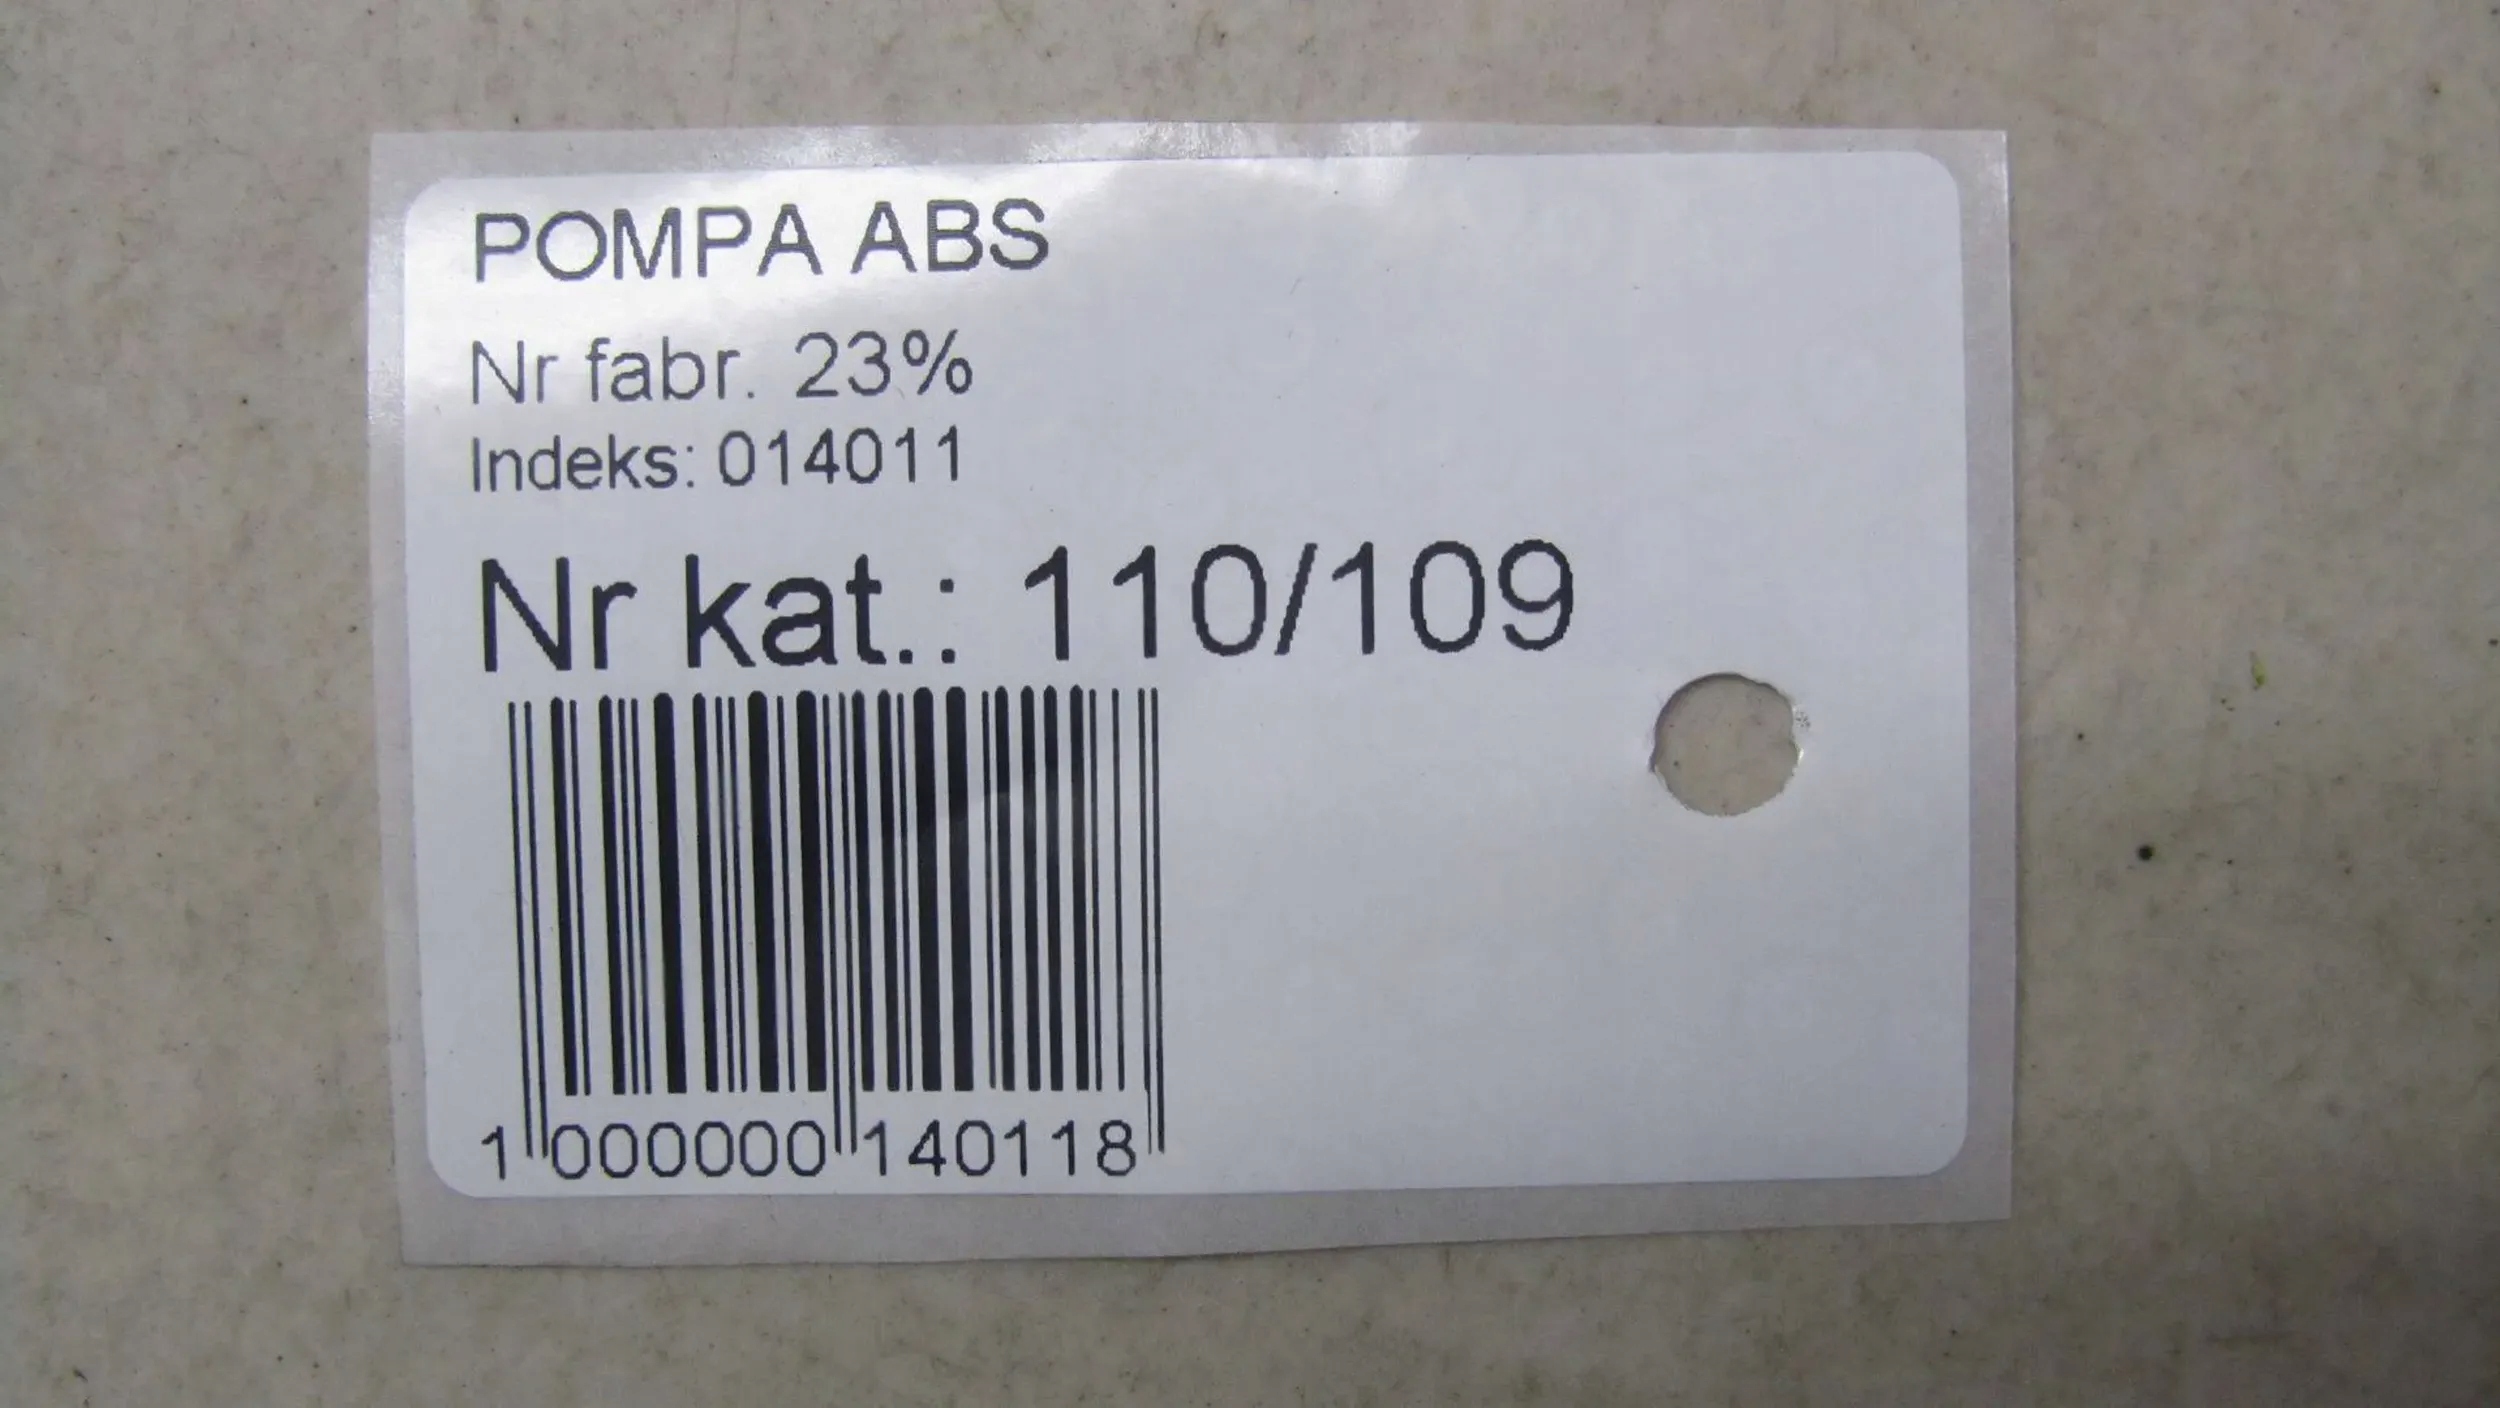 POMPA ABS
Nr fabr. 23%
Indeks: 014011
Nr kat.: 110/109
1 000000 140118